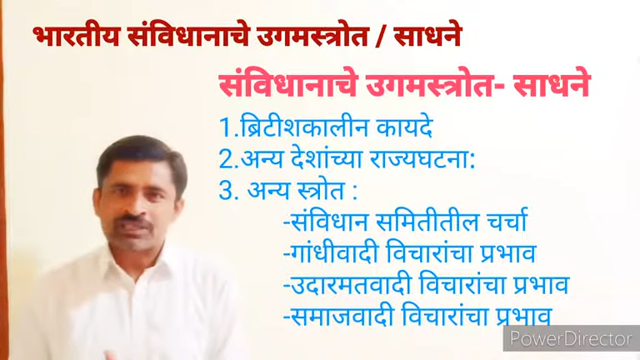 भारतीय संविधानाचे उगमस्त्रोत / साधने
संविधानाचे उगमस्त्रोत- साधने
1.ब्रिटीशकालीन कायदे
2.अन्य देशांच्या राज्यघटना:
3. अन्य स्त्रोत :
-संविधान समितीतील चर्चा
-गांधीवादी विचारांचा प्रभाव
-उदारमतवादी विचारांचा प्रभाव
-समाजवादी विचारांचा प्रभाव
PowerDirector